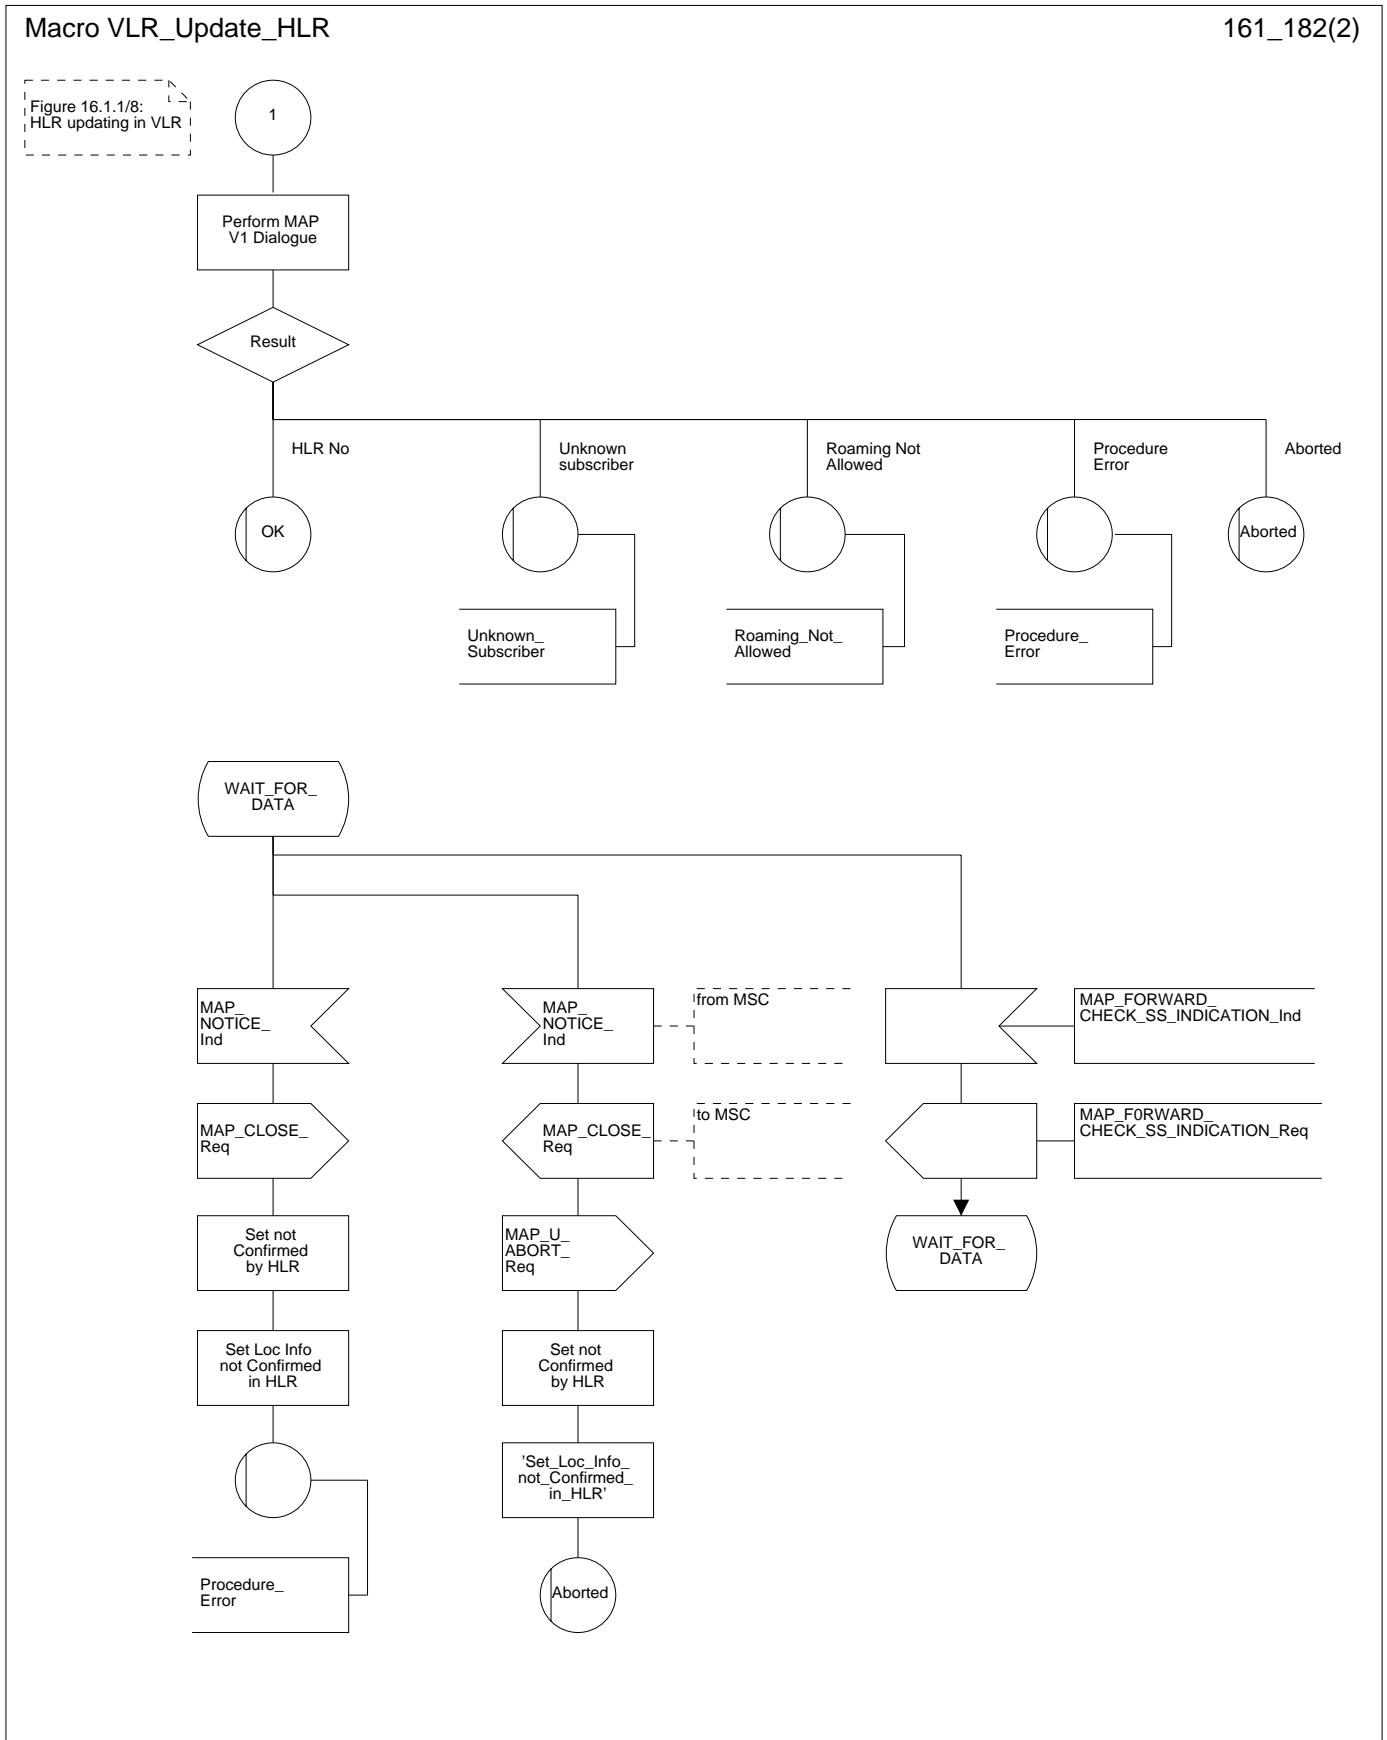 Macro VLR_Update_HLR
161_182(2)
Figure 16.1.1/8:
HLR updating in VLR
1
Perform MAP
V1 Dialogue
Result
HLR No
Unknown
subscriber
Roaming Not
Allowed
Procedure
Error
Aborted
OK
Aborted
Unknown_
Subscriber
Roaming_Not_
Allowed
Procedure_
Error
WAIT_FOR_
DATA
MAP_
NOTICE_
Ind
MAP_
NOTICE_
Ind
from MSC
MAP_FORWARD_
CHECK_SS_INDICATION_Ind
MAP_CLOSE_
Req
MAP_CLOSE_
Req
to MSC
MAP_F0RWARD_
CHECK_SS_INDICATION_Req
Set not
Confirmed
by HLR
MAP_U_
ABORT_
Req
WAIT_FOR_
DATA
Set Loc Info
not Confirmed
in HLR
Set not
Confirmed
by HLR
'Set_Loc_Info_
not_Confirmed_
in_HLR'
Procedure_
Error
Aborted